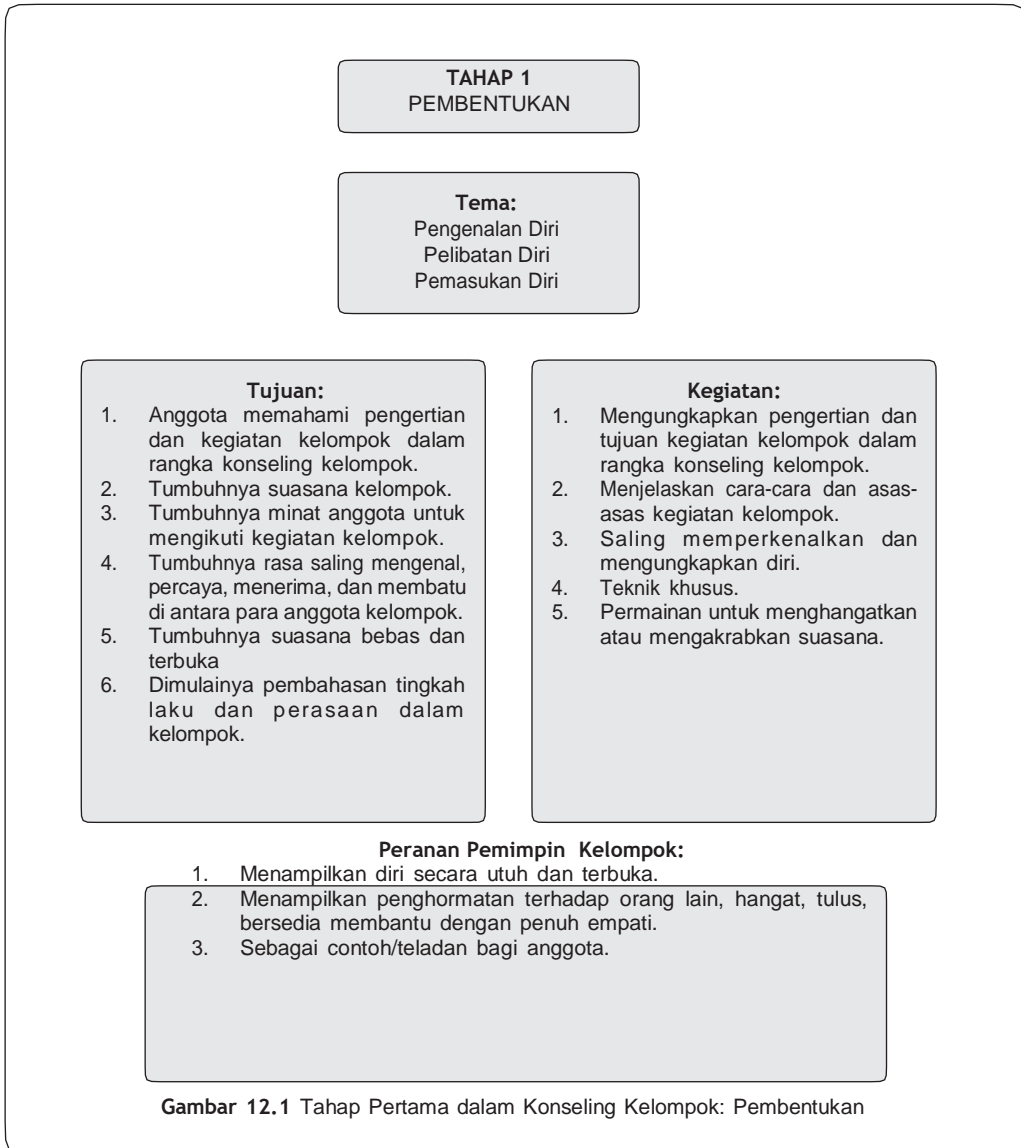 TAHAP 1
PEMBENTUKAN
Tema:
Pengenalan Diri
Pelibatan Diri
Pemasukan Diri
Tujuan:
1. Anggota memahami pengertian
dan kegiatan kelompok dalam
rangka konseling kelompok.
2. Tumbuhnya suasana kelompok.
3. Tumbuhnya minat anggota untuk
mengikuti kegiatan kelompok.
4. Tumbuhnya rasa saling mengenal,
percaya, menerima, dan membatu
di antara para anggota kelompok.
5. Tumbuhnya suasana bebas dan
terbuka
6. Dimulainya pembahasan tingkah
laku dan perasaan dalam
kelompok.
Kegiatan:
1. Mengungkapkan pengertian dan
tujuan kegiatan kelompok dalam
rangka konseling kelompok.
2. Menjelaskan cara-cara dan asas-
asas kegiatan kelompok.
3. Saling memperkenalkan dan
mengungkapkan diri.
4. Teknik khusus.
5. Permainan untuk menghangatkan
atau mengakrabkan suasana.
Peranan Pemimpin Kelompok:
1. Menampilkan diri secara utuh dan terbuka.
2. Menampilkan penghormatan terhadap orang lain, hangat, tulus,
bersedia membantu dengan penuh empati.
3. Sebagai contoh/teladan bagi anggota.
Gambar 12.1 Tahap Pertama dalam Konseling Kelompok: Pembentukan